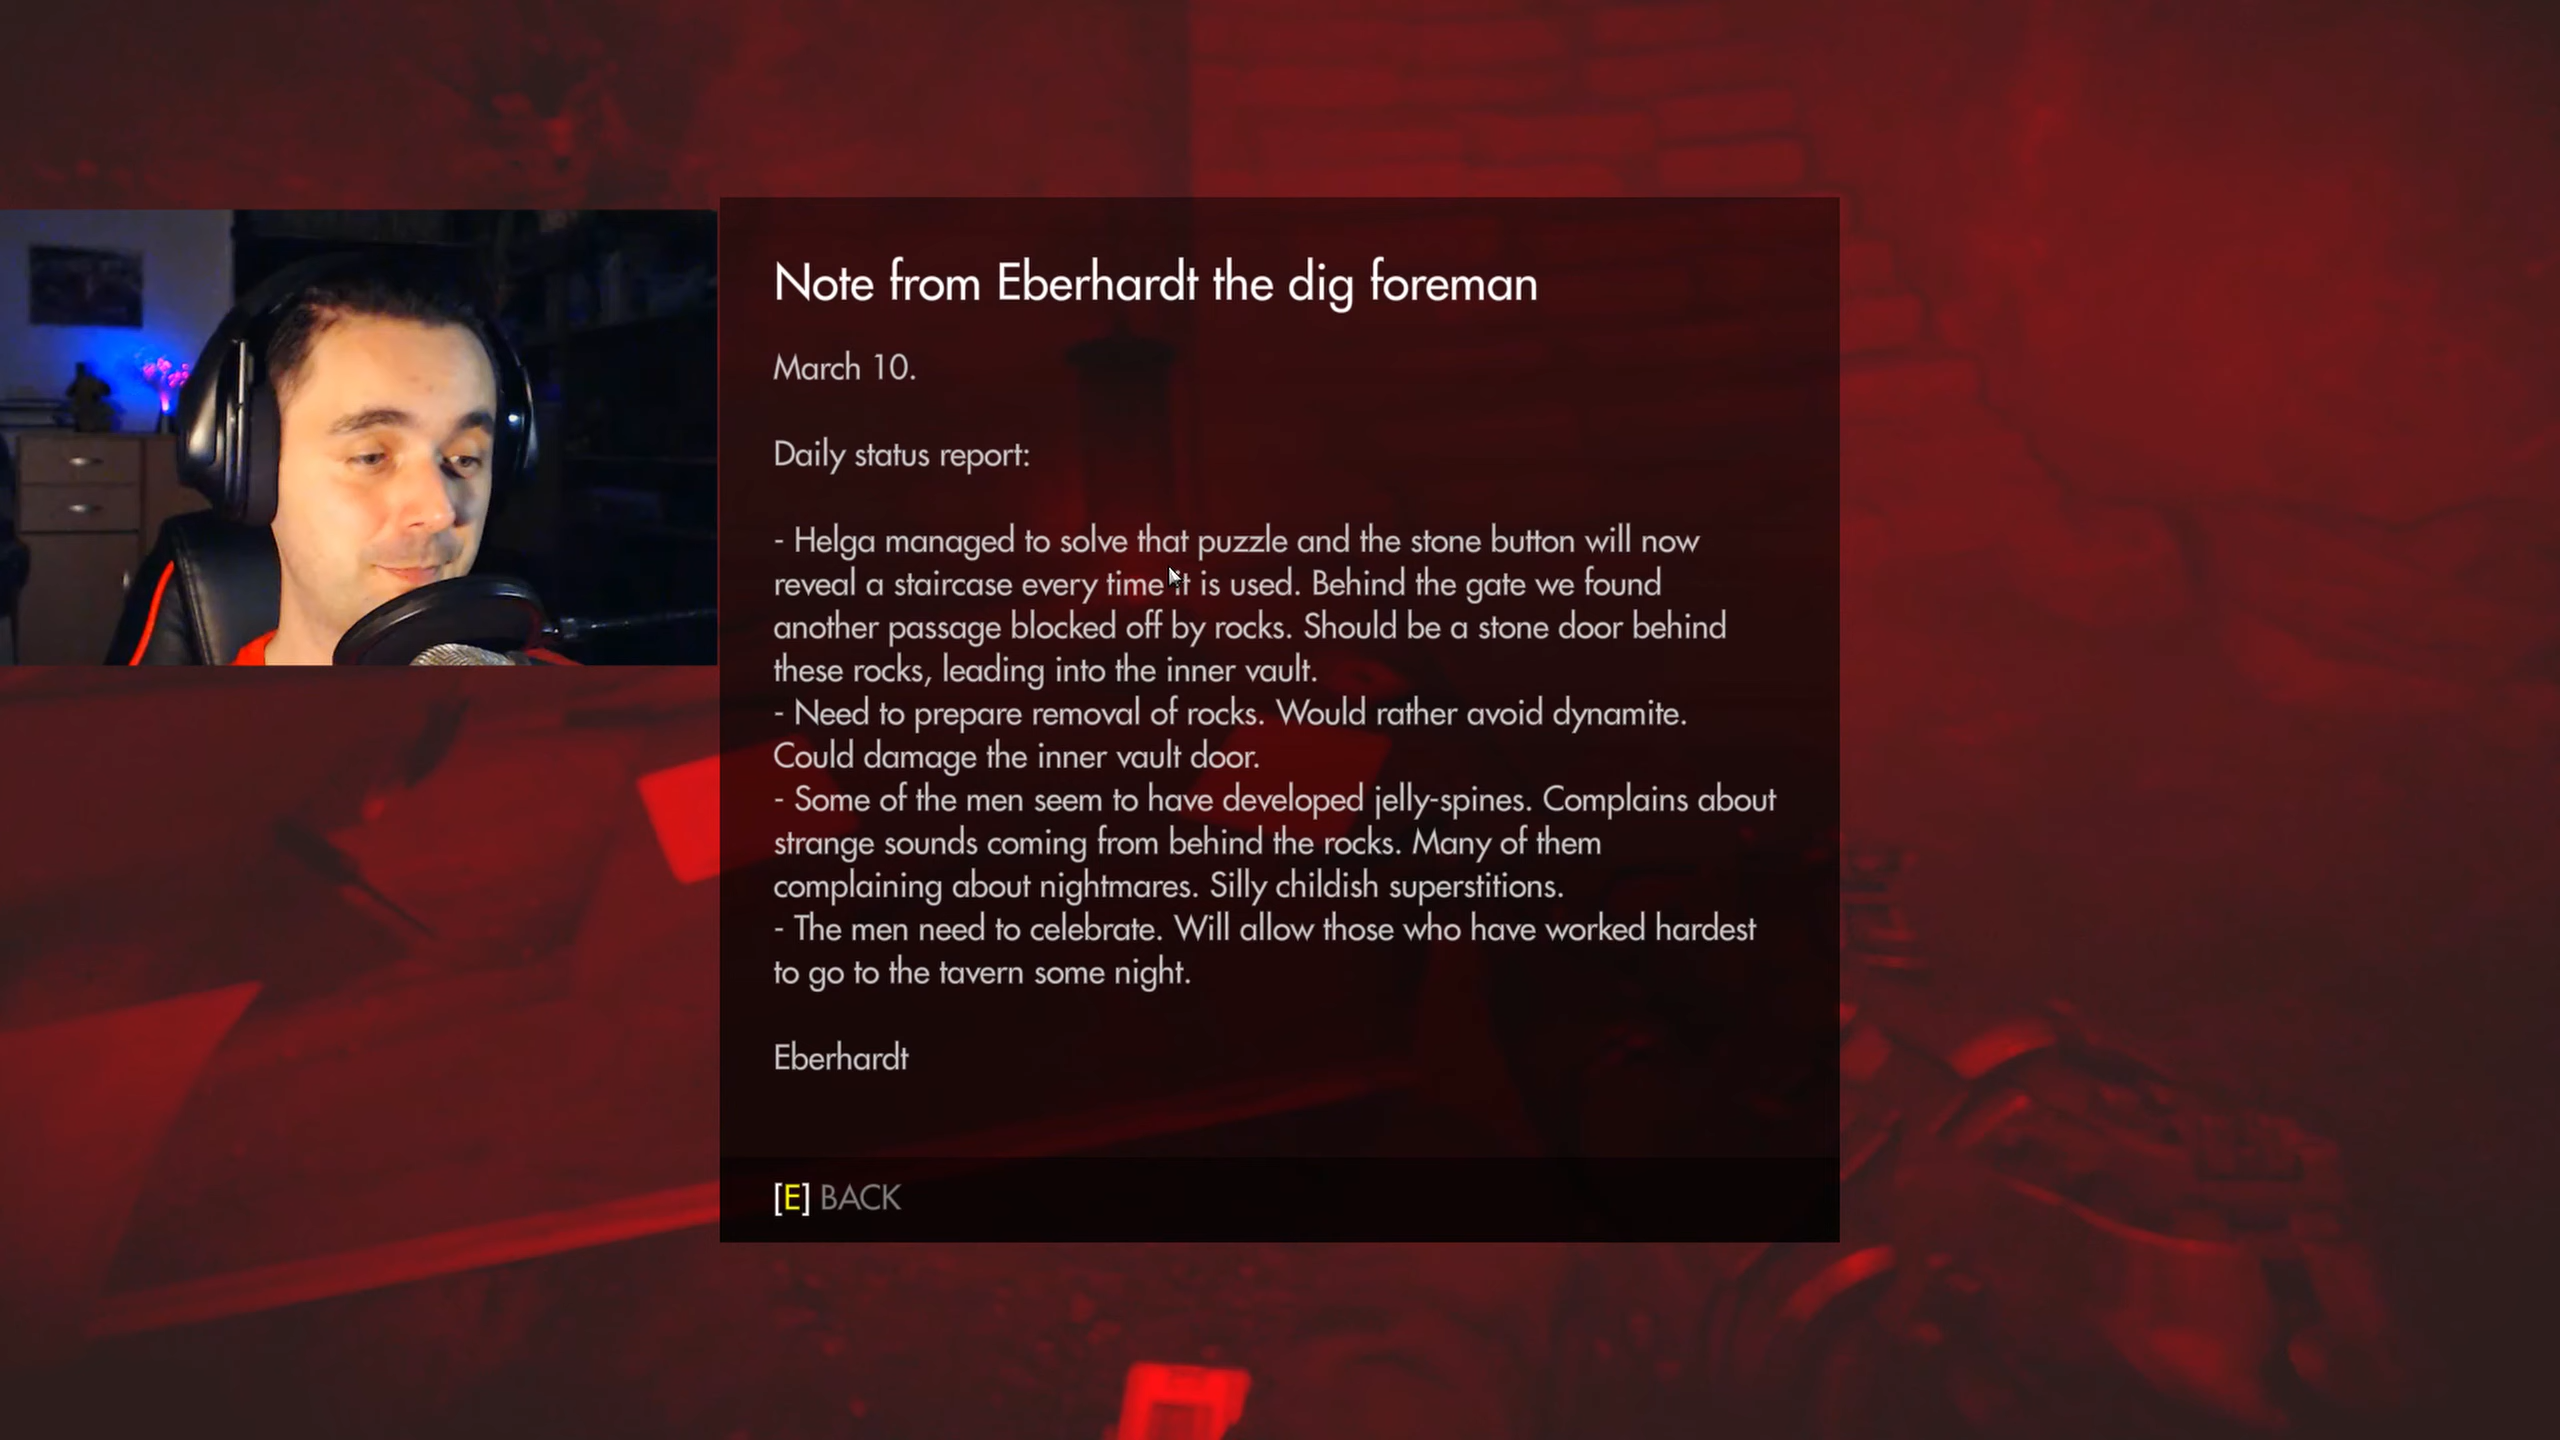 Note from Eberhardt the dig foreman
March 10.
Daily status report:
- Helga managed to solve that puzzle and the stone button will now
reveal a staircase every time it is used. Behind the gate we found
another passage blocked off by rocks. Should be a stone door behind
these rocks, leading into the inner vault.
- Need to prepare removal of rocks. Would rather avoid dynamite.
Could damage the inner vault door.
- Some of the men seem to have developed jelly-spines. Complains about
strange sounds coming from behind the rocks. Many of them
complaining about nightmares. Silly childish superstitions.
- The men need to celebrate. Will allow those who have worked hardest
to go to the tavern some night.
Eberhardt
[E] BACK